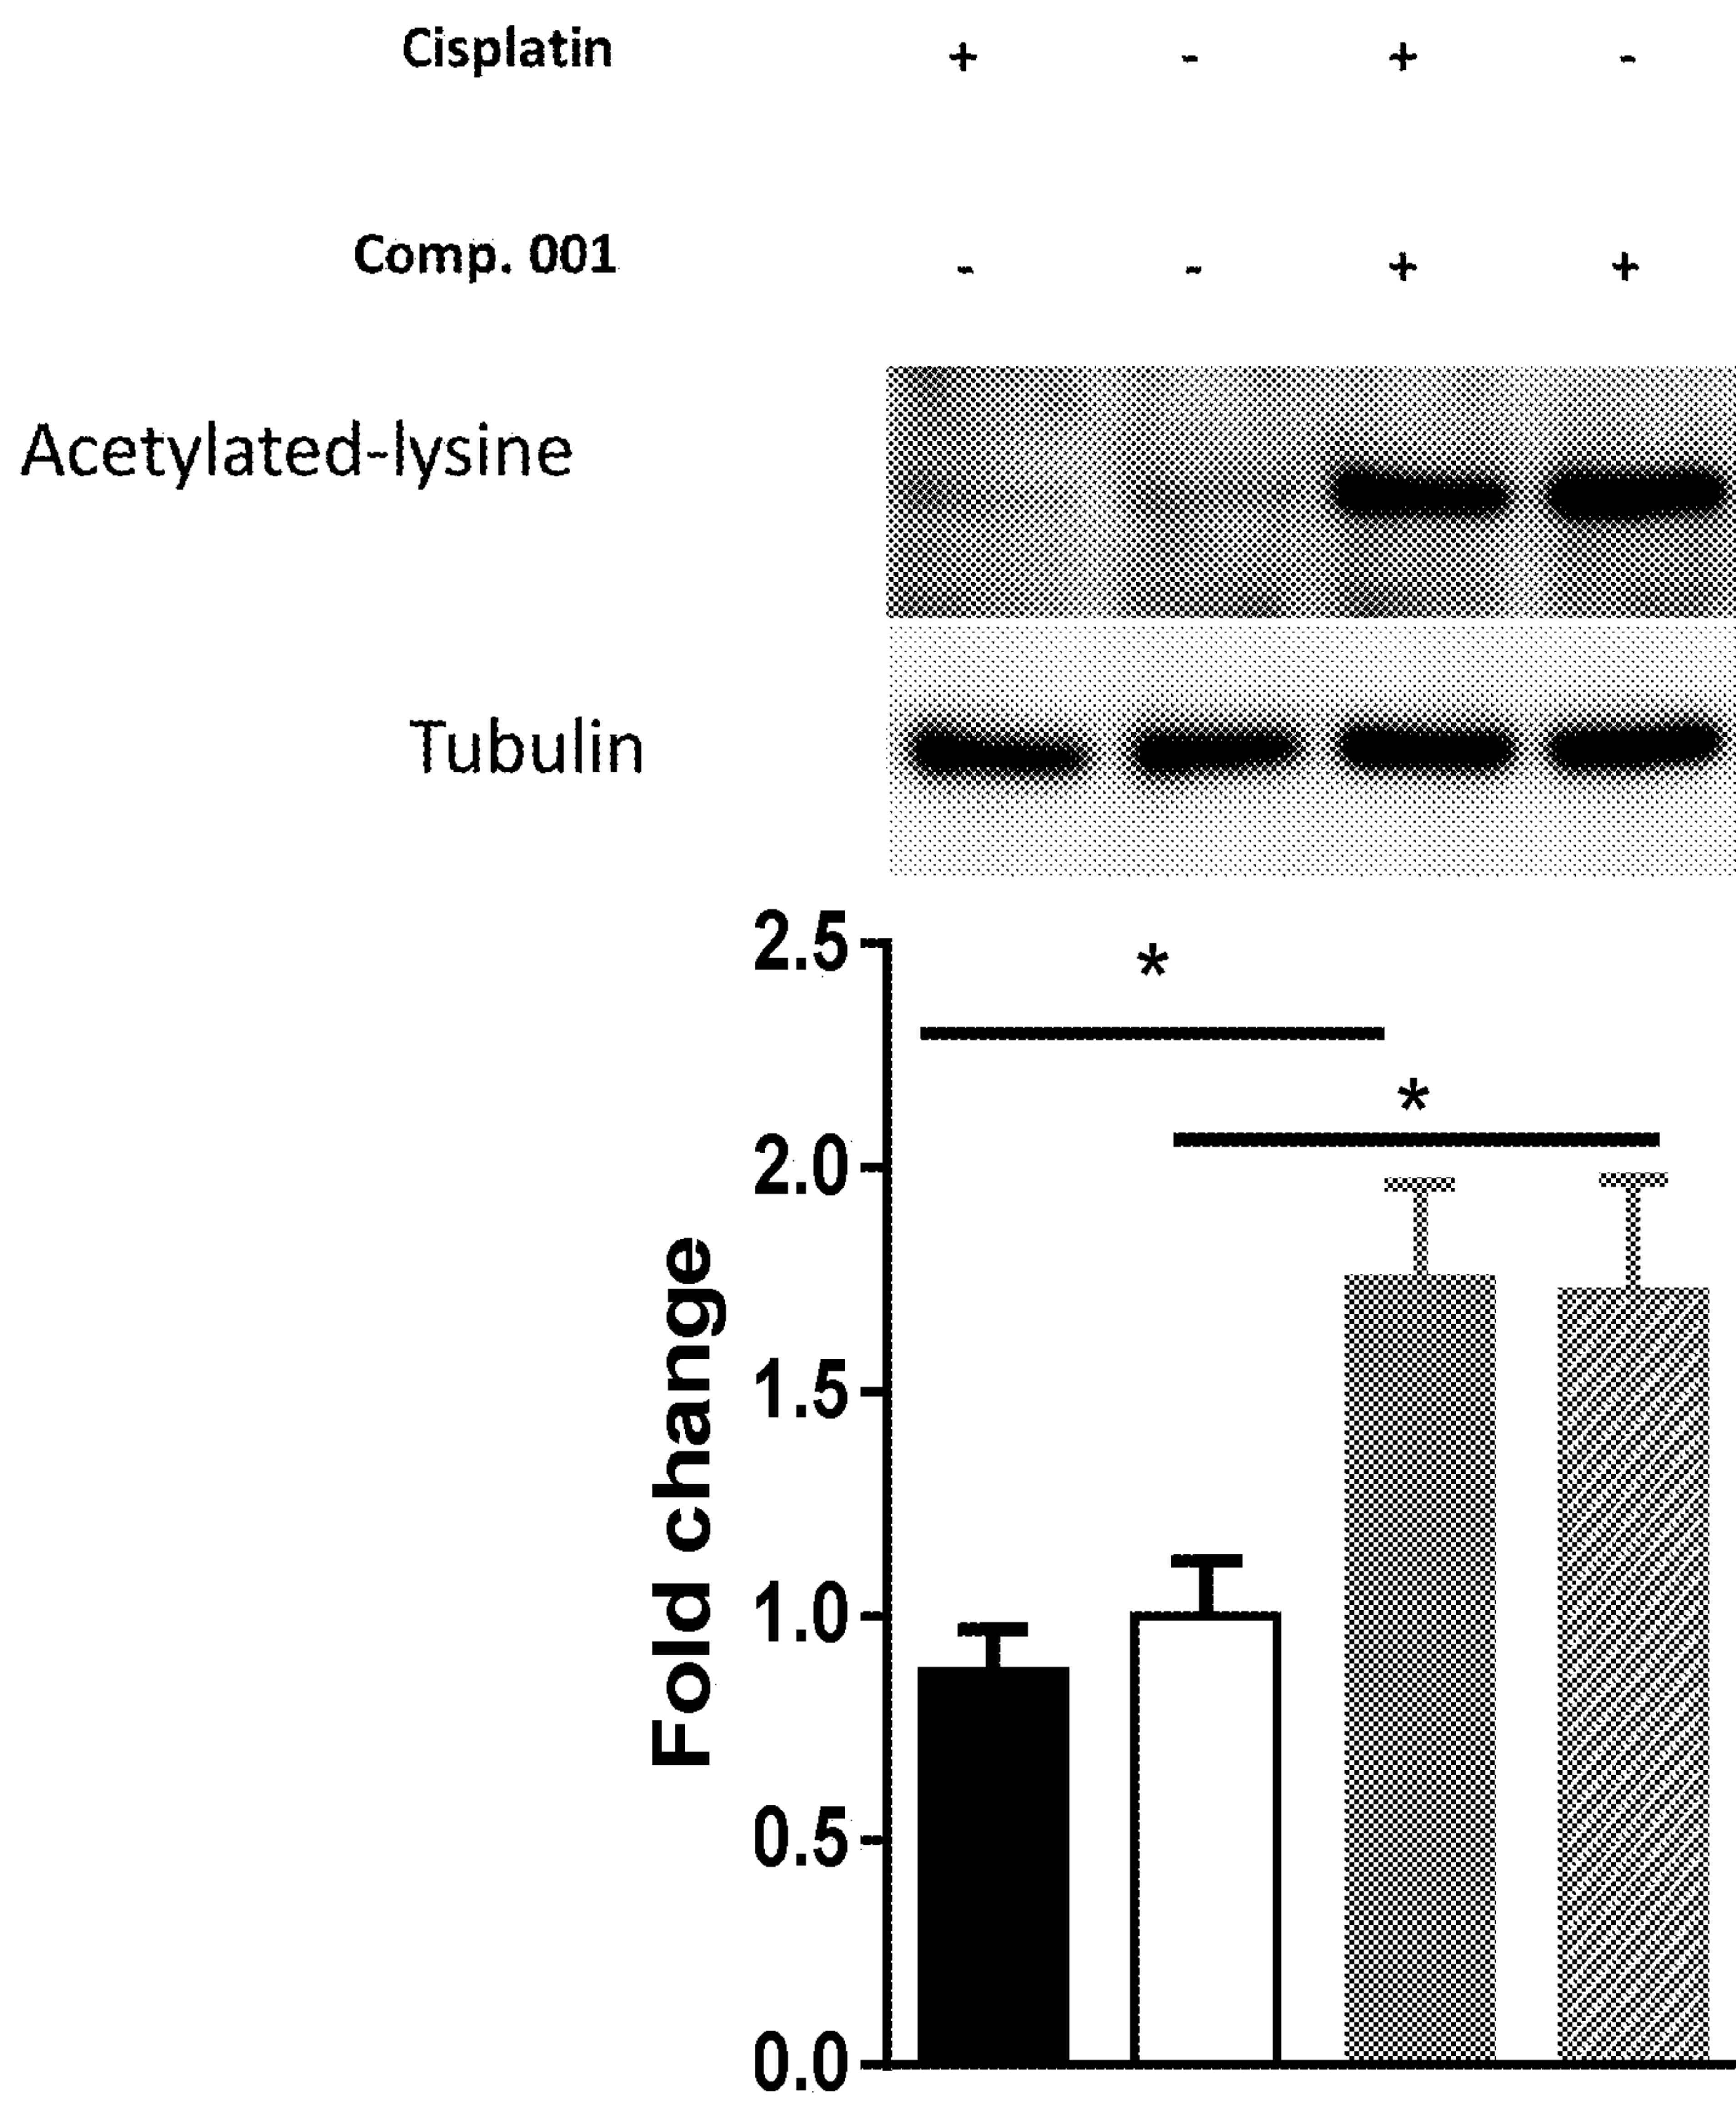 Cisplatin + - + -
Comp. 001 - - + +
Acetylated-lysine
Tubulin
2.5
*
*
2.0
Fold change
1.5
1.0
0.5
0.0